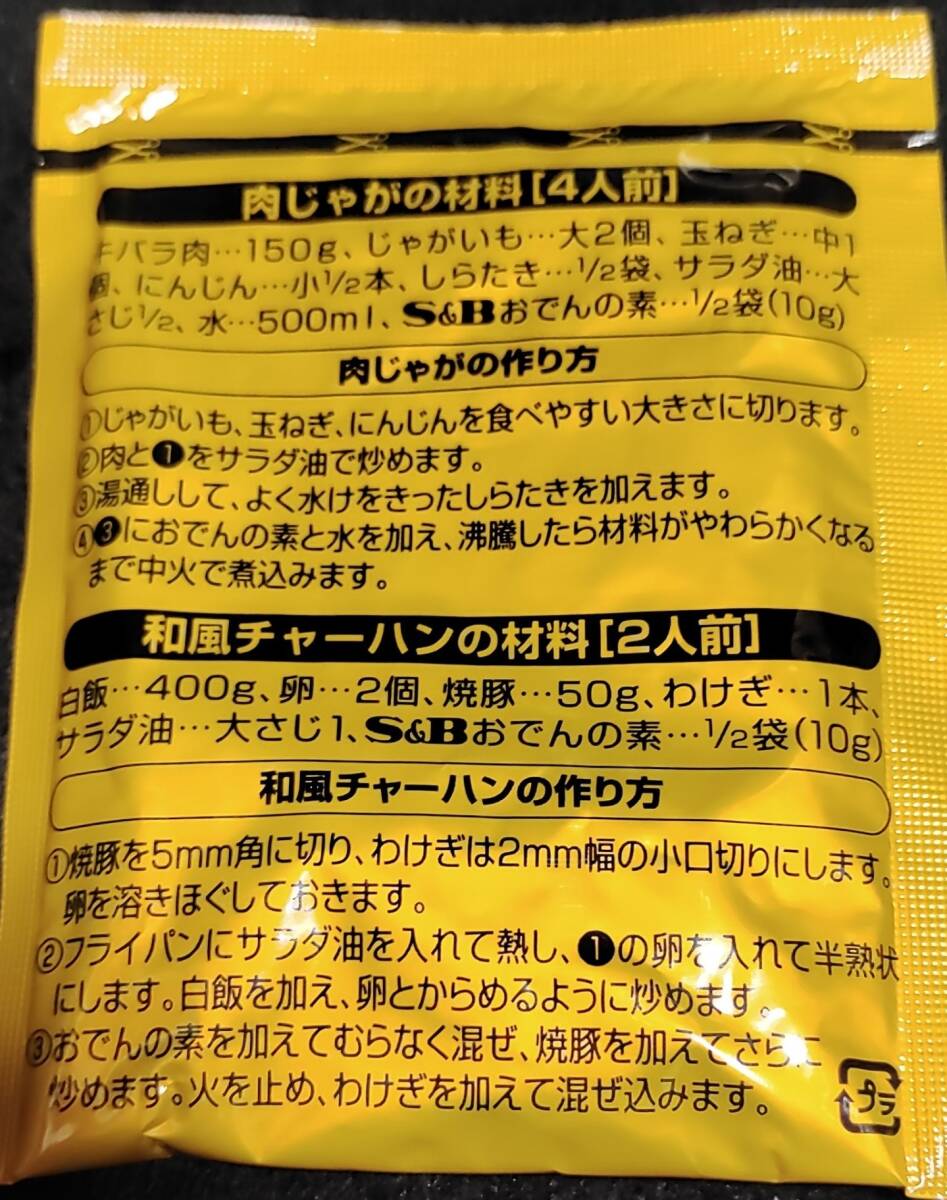 肉じゃがの材料[4人前]
牛バラ肉…150g、じゃがいも…大2個、玉ねぎ…中1
個、にんじん…小1/2本、しらたき…1/2袋、サラダ油…大
さじ1/2、水…500ml、S&Bおでんの素…1/2袋(10g)
肉じゃがの作り方
①じゃがいも、玉ねぎ、にんじんを食べやすい大きさに切ります。
②肉と❶をサラダ油で炒めます。
③湯通しして、よく水けをきったしらたきを加えます。
④❸におでんの素と水を加え、沸騰したら材料がやわらかくなる
まで中火で煮込みます。
和風チャーハンの材料[2人前]
白飯…400g、卵…2個、焼豚…50g、わけぎ…1本、
サラダ油…大さじ1、S&Bおでんの素…1/2袋(10g)
和風チャーハンの作り方
①焼豚を5mm角に切り、わけぎは2mm幅の小口切りにします。
卵を溶きほぐしておきます。
②フライパンにサラダ油を入れて熱し、❶の卵を入れて半熟状
にします。白飯を加え、卵とからめるように炒めます。
③おでんの素を加えてむらなく混ぜ、焼豚を加えてさらに
炒めます。火を止め、わけぎを加えて混ぜ込みます。
プラ